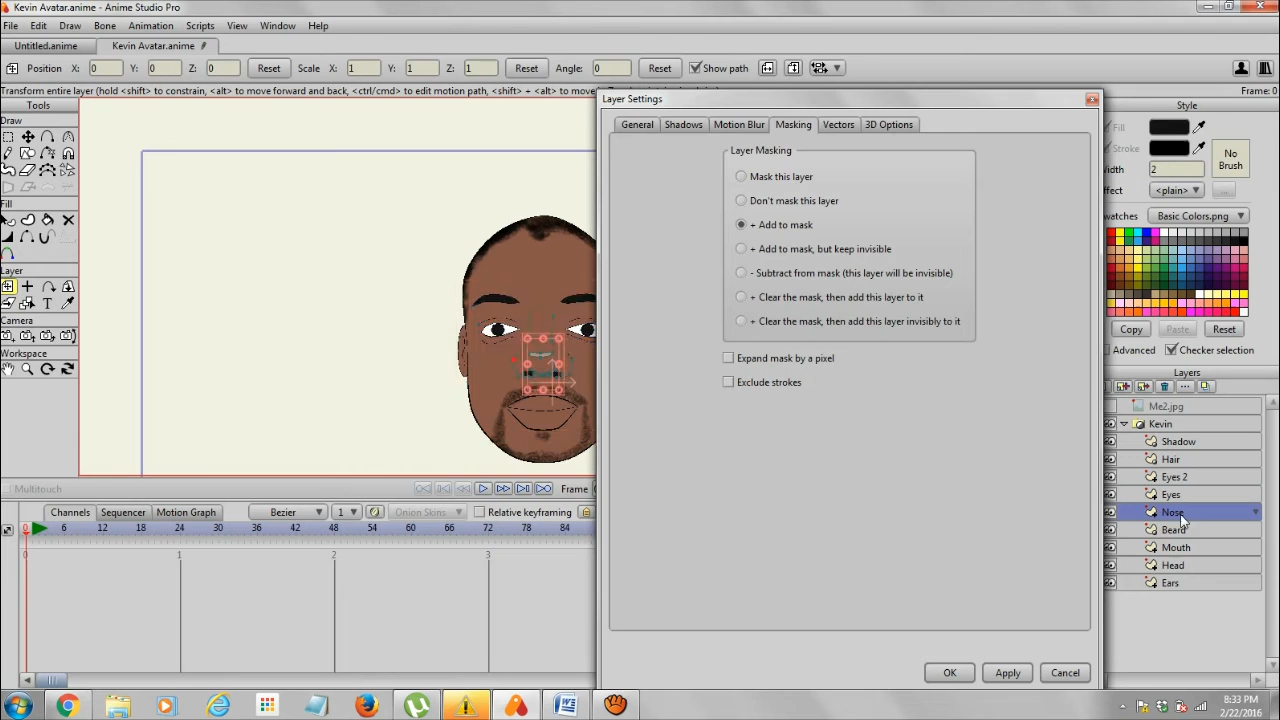 Kevin Avatar.anime - Anime Studio Pro
File Edit Draw Bone Animation Scripts View Window Help
Untitled.anime Kevin Avatar.anime
Position X: 0 Y: 0 Z: 0 Reset Scale X: 1 Y: 1 Z: 1 Reset Angle: 0 Reset Show path
Transform entire layer (hold <shift> to constrain, <alt> to move forward and back, <ctrl/cmd> to edit motion path, <shift> + <alt> to move
Frame: 0
Tools
Draw
Fill
Layer
Camera
Workspace
Layer Settings
General Shadows Motion Blur Masking Vectors 3D Options
Layer Masking
Mask this layer
Don't mask this layer
+ Add to mask
+ Add to mask, but keep invisible
- Subtract from mask (this layer will be invisible)
+ Clear the mask, then add this layer to it
+ Clear the mask, then add this layer invisibly to it
Expand mask by a pixel
Exclude strokes
OK Apply Cancel
Style
Fill
Stroke
No Brush
Width
2
ffect <plain> ...
watches Basic Colors.png
Copy Paste Reset
Advanced Checker selection
Layers
Me2.jpg
Kevin
Shadow
Hair
Eyes 2
Eyes
Nose
Beard
Mouth
Head
Ears
Multitouch
Frame
Channels Sequencer Motion Graph Bezier 1 Onion Skins Relative keyframing
0 6 12 18 24 30 36 42 48 54 60 66 72 78 84
0 1 2 3
8:33 PM
2/22/2016